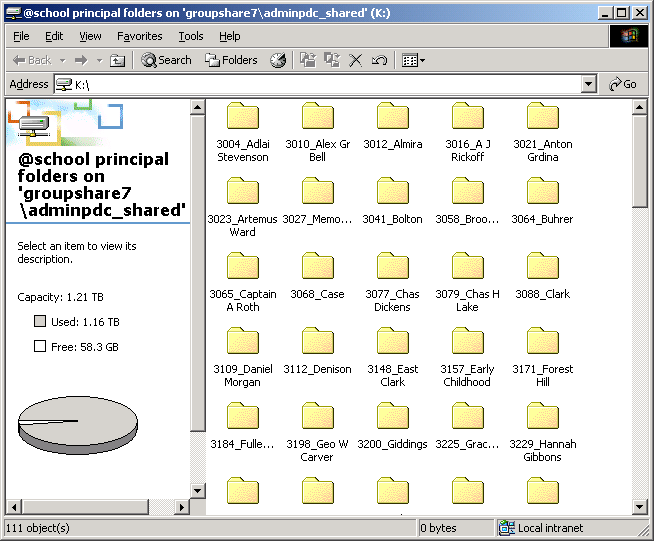 @school principal folders on 'groupshare7\adminpdc_shared' (K:)
File Edit View Favorites Tools Help
Back Search Folders
Address K:\ Go
@school principal
folders on
'groupshare7
\adminpdc_shared'
Select an item to view its
description.
Capacity: 1.21 TB
Used: 1.16 TB
Free: 58.3 GB
3004_Adlai
Stevenson
3010_Alex Gr
Bell
3012_Almira
3016_A J
Rickoff
3021_Anton
Grdina
3023_Artemus
Ward
3027_Memo...
3041_Bolton
3058_Broo...
3064_Buhrer
3065_Captain
A Roth
3068_Case
3077_Chas
Dickens
3079_Chas H
Lake
3088_Clark
3109_Daniel
Morgan
3112_Denison
3148_East
Clark
3157_Early
Childhood
3171_Forest
Hill
3184_Fulle...
3198_Geo W
Carver
3200_Giddings
3225_Grac...
3229_Hannah
Gibbons
111 object(s) 0 bytes Local intranet